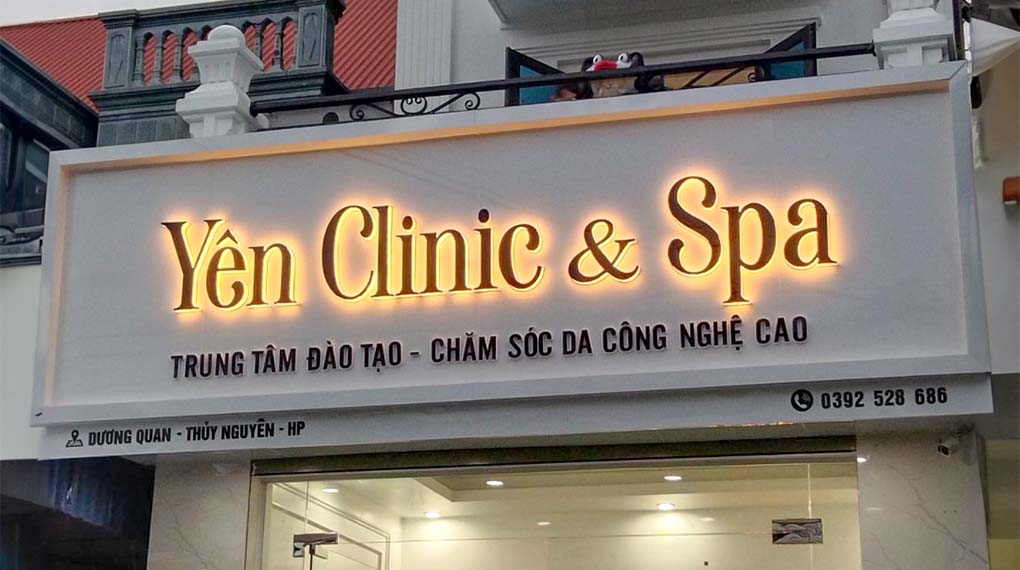 Yên Clinic & Spa
TRUNG TÂM ĐÀO TẠO - CHĂM SÓC DA CÔNG NGHỆ CAO
0392 528 686
DƯƠNG QUAN - THỦY NGUYÊN - HP